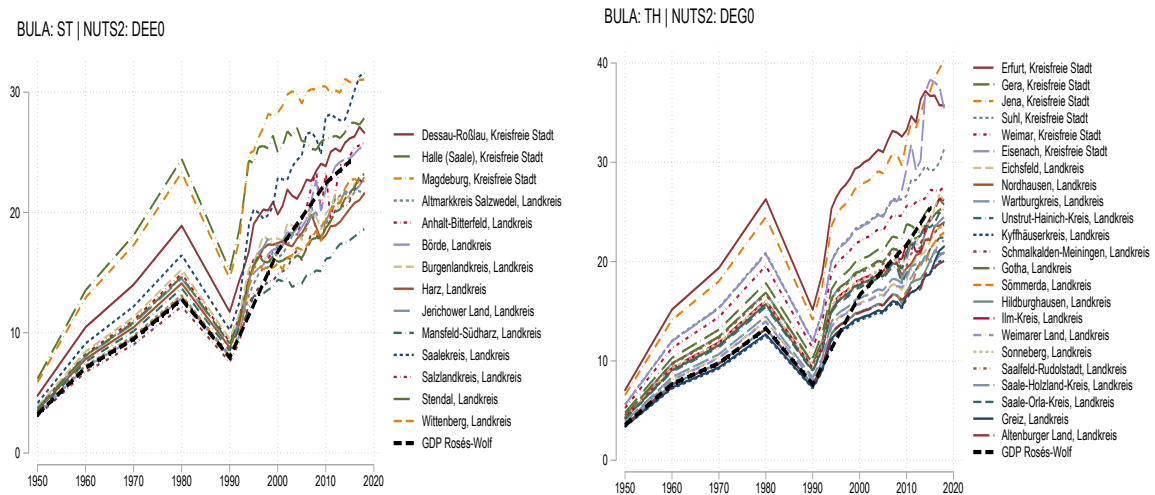 BULA: ST | NUTS2: DEE0
30
20
10
0
1950 1960 1970 1980 1990 2000 2010 2020
Dessau-Roßlau, Kreisfreie Stadt
Halle (Saale), Kreisfreie Stadt
Magdeburg, Kreisfreie Stadt
Altmarkkreis Salzwedel, Landkreis
Anhalt-Bitterfeld, Landkreis
Börde, Landkreis
Burgenlandkreis, Landkreis
Harz, Landkreis
Jerichower Land, Landkreis
Mansfeld-Südharz, Landkreis
Saalekreis, Landkreis
Salzlandkreis, Landkreis
Stendal, Landkreis
Wittenberg, Landkreis
GDP Rosés-Wolf
BULA: TH | NUTS2: DEG0
40
30
20
10
0
1950 1960 1970 1980 1990 2000 2010 2020
Erfurt, Kreisfreie Stadt
Gera, Kreisfreie Stadt
Jena, Kreisfreie Stadt
Suhl, Kreisfreie Stadt
Weimar, Kreisfreie Stadt
Eisenach, Kreisfreie Stadt
Eichsfeld, Landkreis
Nordhausen, Landkreis
Wartburgkreis, Landkreis
Unstrut-Hainich-Kreis, Landkreis
Kyffhäuserkreis, Landkreis
Schmalkalden-Meiningen, Landkreis
Gotha, Landkreis
Sömmerda, Landkreis
Hildburghausen, Landkreis
Ilm-Kreis, Landkreis
Weimarer Land, Landkreis
Sonneberg, Landkreis
Saalfeld-Rudolstadt, Landkreis
Saale-Holzland-Kreis, Landkreis
Saale-Orla-Kreis, Landkreis
Greiz, Landkreis
Altenburger Land, Landkreis
GDP Rosés-Wolf